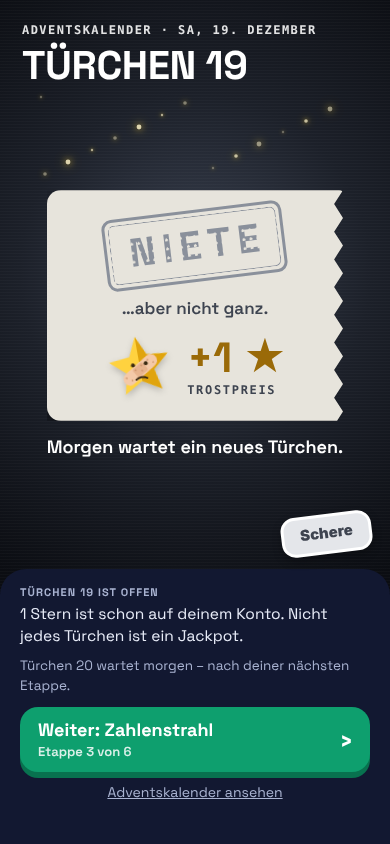 ADVENTSKALENDER · SA, 19. DEZEMBER
TÜRCHEN 19
NIETE
...aber nicht ganz.
+1 ★
TROSTPREIS
Morgen wartet ein neues Türchen.
Schere
TÜRCHEN 19 IST OFFEN
1 Stern ist schon auf deinem Konto. Nicht
jedes Türchen ist ein Jackpot.
Türchen 20 wartet morgen – nach deiner nächsten
Etappe.
Weiter: Zahlenstrahl
Etappe 3 von 6
>
Adventskalender ansehen